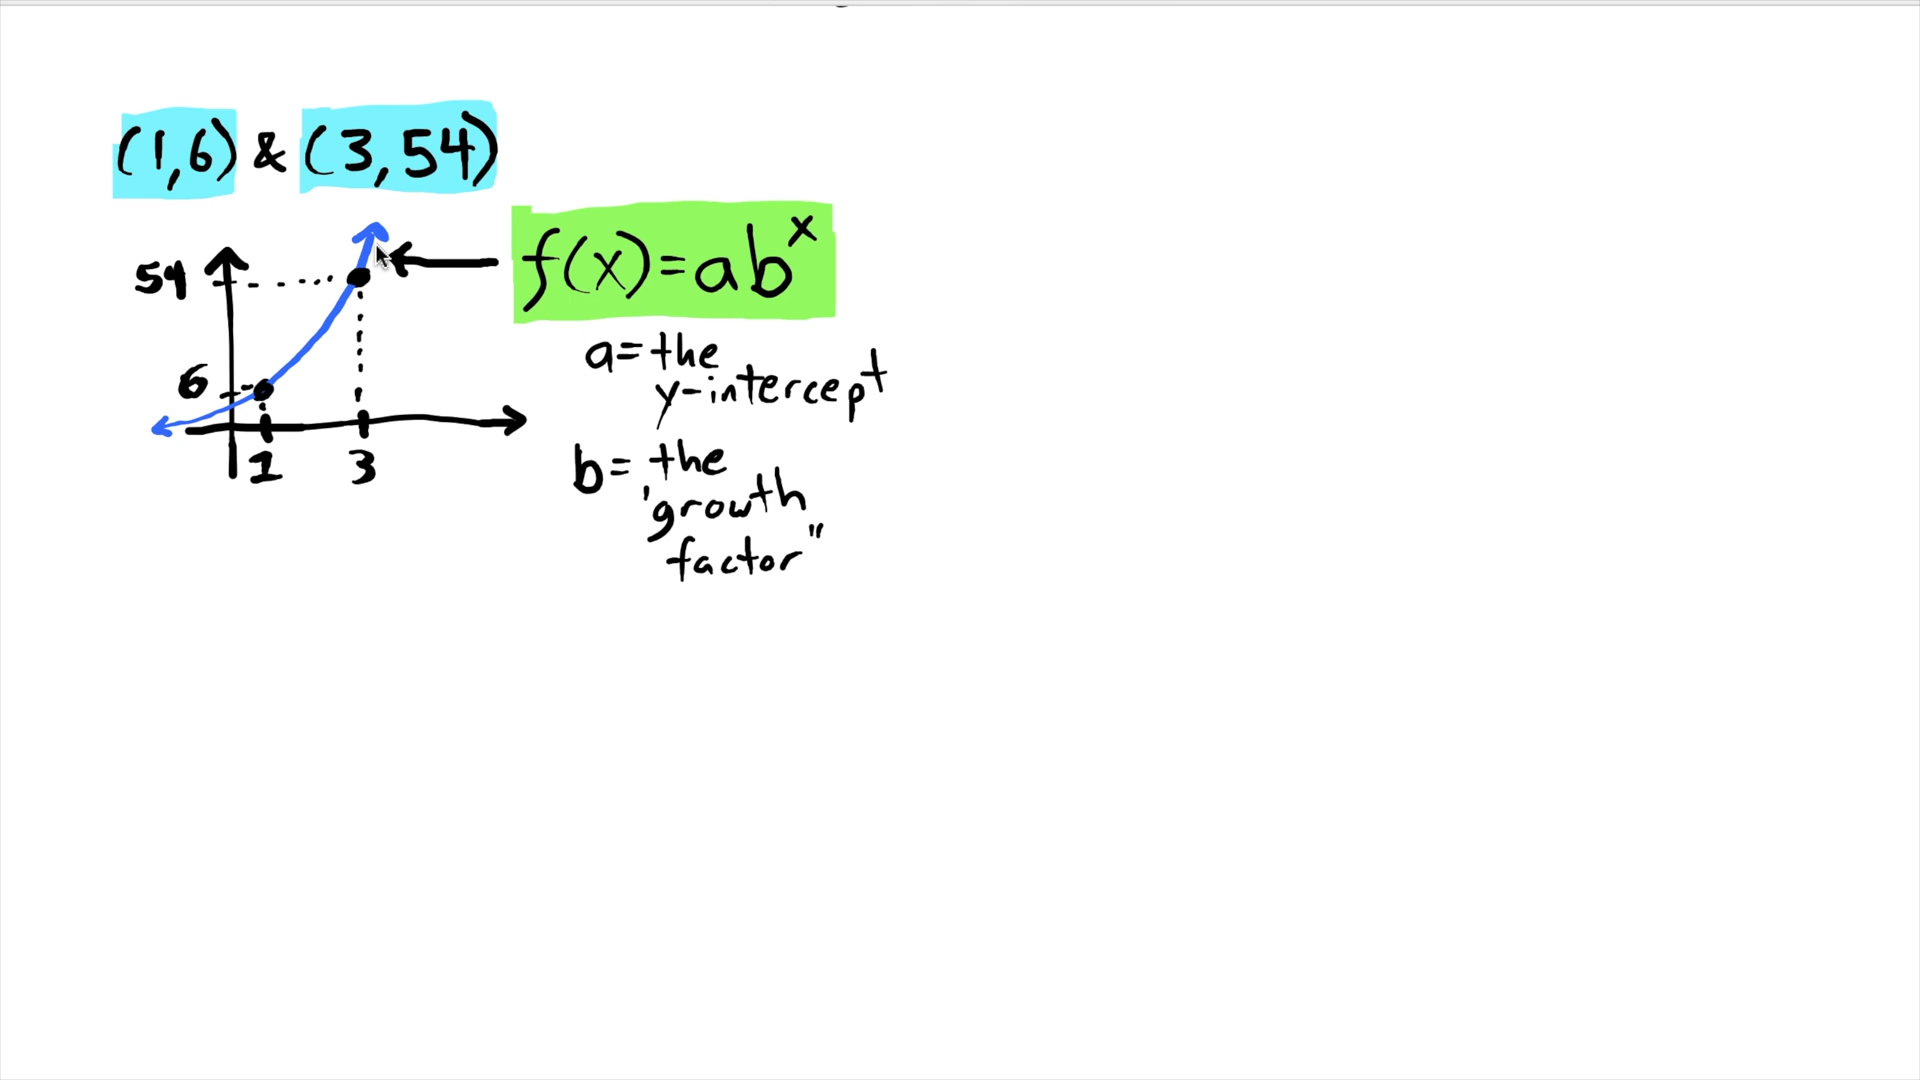 (1,6) & (3,54)
f(x)=ab^x
54
a=the
y-intercept
6
b= the
1 3
'growth
factor"